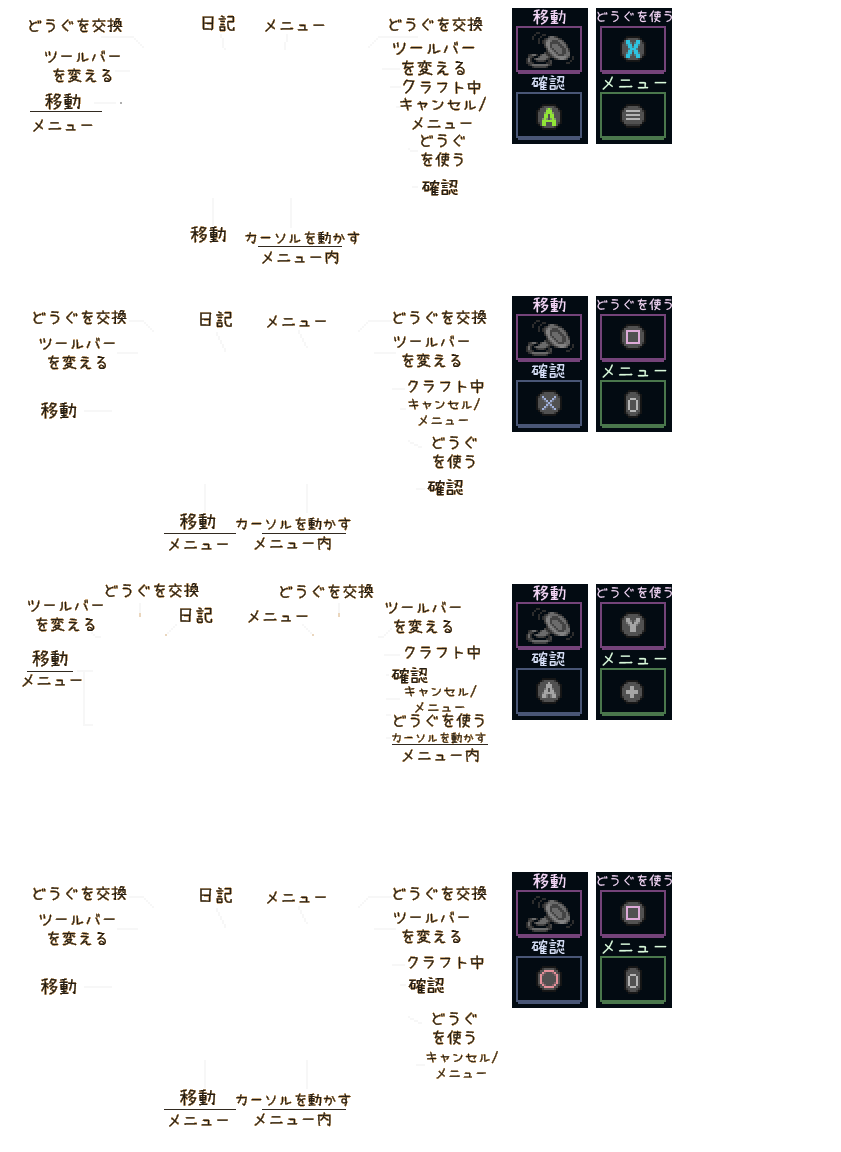 どうぐを交換
日記
メニュー
どうぐを交換
ツールバー
を変える
移動
メニュー
ツールバー
を変える
クラフト中
キャンセル/
メニュー
どうぐ
を使う
確認
移動
カーソルを動かす
メニュー内
移動
どうぐを使う
X
確認
メニュー
A
どうぐを交換
日記
メニュー
どうぐを交換
ツールバー
を変える
移動
ツールバー
を変える
クラフト中
キャンセル/
メニュー
どうぐ
を使う
確認
移動
メニュー
カーソルを動かす
メニュー内
移動
どうぐを使う
確認
メニュー
どうぐを交換
どうぐを交換
ツールバー
を変える
日記
メニュー
ツールバー
を変える
移動
メニュー
クラフト中
確認
キャンセル/
メニュー
どうぐを使う
カーソルを動かす
メニュー内
移動
どうぐを使う
Y
確認
メニュー
A
どうぐを交換
日記
メニュー
どうぐを交換
ツールバー
を変える
移動
ツールバー
を変える
クラフト中
確認
どうぐ
を使う
キャンセル/
メニュー
移動
メニュー
カーソルを動かす
メニュー内
移動
どうぐを使う
確認
メニュー